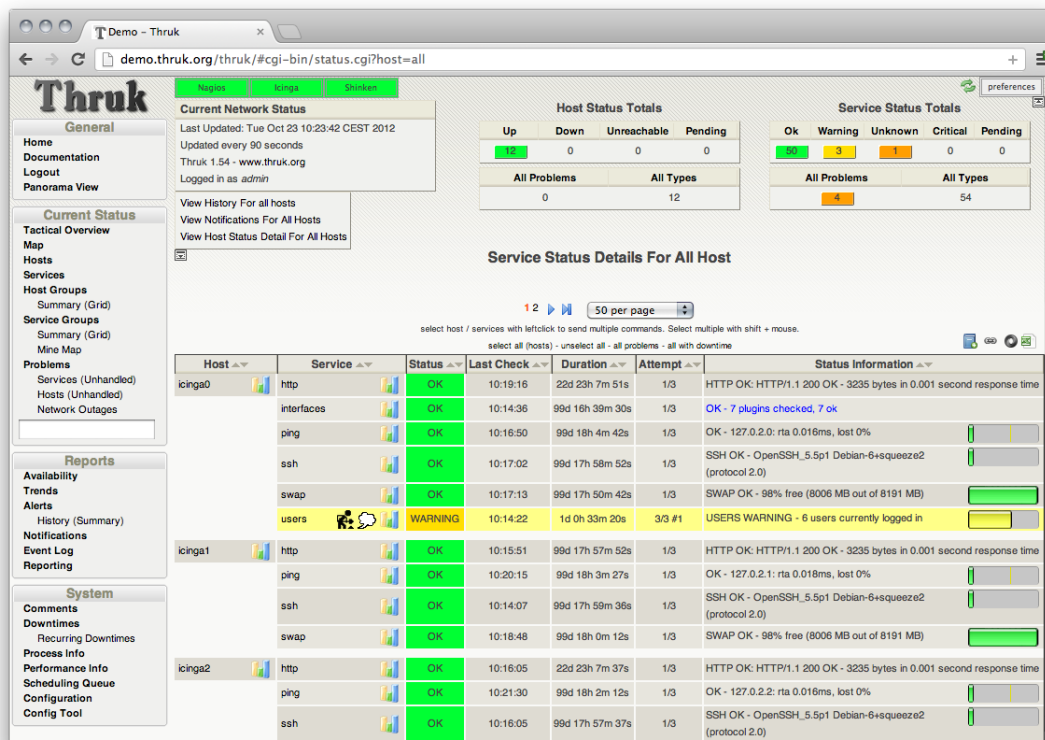 Demo – Thruk
demo.thruk.org/thruk/#cgi-bin/status.cgi?host=all
Thruk
General
Home
Documentation
Logout
Panorama View
Current Status
Tactical Overview
Map
Hosts
Services
Host Groups
Summary (Grid)
Service Groups
Summary (Grid)
Mine Map
Problems
Services (Unhandled)
Hosts (Unhandled)
Network Outages
Reports
Availability
Trends
Alerts
History (Summary)
Notifications
Event Log
Reporting
System
Comments
Downtimes
Recurring Downtimes
Process Info
Performance Info
Scheduling Queue
Configuration
Config Tool
Nagios Icinga Shinken
Current Network Status
Last Updated: Tue Oct 23 10:23:42 CEST 2012
Updated every 90 seconds
Thruk 1.54 - www.thruk.org
Logged in as admin
View History For all hosts
View Notifications For All Hosts
View Host Status Detail For All Hosts
Host Status Totals
Up Down Unreachable Pending
12 0 0 0
All Problems All Types
0 12
preferences
Service Status Totals
Ok Warning Unknown Critical Pending
50 3 1 0 0
All Problems All Types
4 54
Service Status Details For All Host
1 2 50 per page
select host / services with leftclick to send multiple commands. Select multiple with shift + mouse.
select all (hosts) - unselect all - all problems - all with downtime
Host Service Status Last Check Duration Attempt Status Information
icinga0 http OK 10:19:16 22d 23h 7m 51s 1/3 HTTP OK: HTTP/1.1 200 OK - 3235 bytes in 0.001 second response time
interfaces OK 10:14:36 99d 16h 39m 30s 1/3 OK - 7 plugins checked, 7 ok
ping OK 10:16:50 99d 18h 4m 42s 1/3 OK - 127.0.2.0: rta 0.016ms, lost 0%
ssh OK 10:17:02 99d 17h 58m 52s 1/3 SSH OK - OpenSSH_5.5p1 Debian-6+squeeze2
(protocol 2.0)
swap OK 10:17:13 99d 17h 50m 42s 1/3 SWAP OK - 98% free (8006 MB out of 8191 MB)
users WARNING 10:14:22 1d 0h 33m 20s 3/3 #1 USERS WARNING - 6 users currently logged in
icinga1 http OK 10:15:51 99d 17h 57m 52s 1/3 HTTP OK: HTTP/1.1 200 OK - 3235 bytes in 0.001 second response time
ping OK 10:20:15 99d 18h 3m 27s 1/3 OK - 127.0.2.1: rta 0.018ms, lost 0%
ssh OK 10:14:07 99d 17h 59m 36s 1/3 SSH OK - OpenSSH_5.5p1 Debian-6+squeeze2
(protocol 2.0)
swap OK 10:18:48 99d 18h 0m 12s 1/3 SWAP OK - 98% free (8006 MB out of 8191 MB)
icinga2 http OK 10:16:05 22d 23h 7m 37s 1/3 HTTP OK: HTTP/1.1 200 OK - 3235 bytes in 0.001 second response time
ping OK 10:21:30 99d 18h 2m 12s 1/3 OK - 127.0.2.2: rta 0.016ms, lost 0%
ssh OK 10:16:05 99d 17h 57m 37s 1/3 SSH OK - OpenSSH_5.5p1 Debian-6+squeeze2
(protocol 2.0)